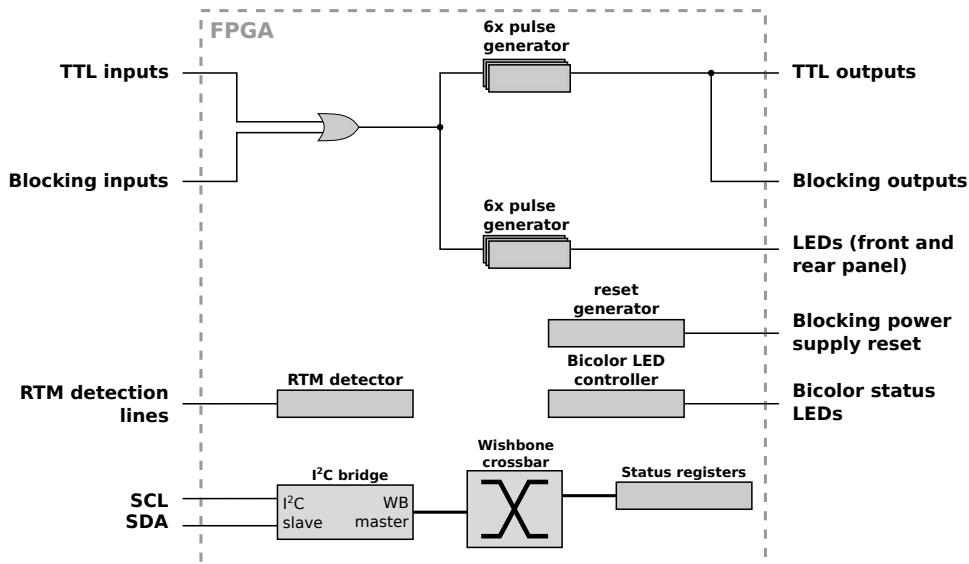 FPGA
6x pulse
generator
TTL inputs
TTL outputs
Blocking inputs
Blocking outputs
6x pulse
generator
LEDs (front and
rear panel)
reset
generator
Blocking power
supply reset
RTM detection
lines
RTM detector
Bicolor LED
controller
Bicolor status
LEDs
Wishbone
crossbar
I²C bridge
Status registers
SCL
SDA
I²C
slave
WB
master